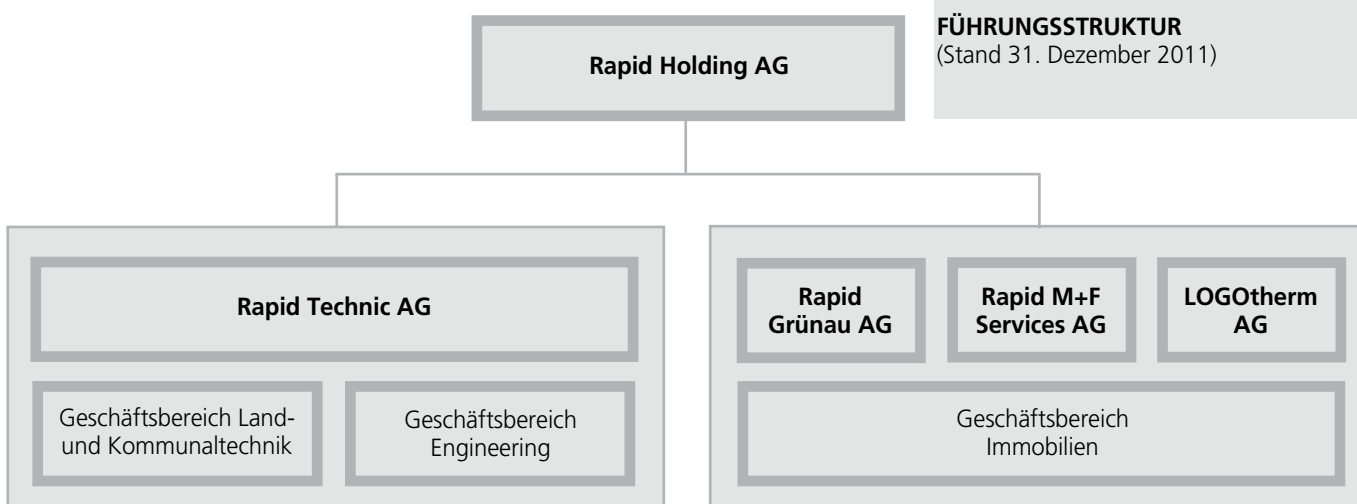 FÜHRUNGSSTRUKTUR
(Stand 31. Dezember 2011)
Rapid Holding AG
Rapid Technic AG
Geschäftsbereich Land-
und Kommunaltechnik
Geschäftsbereich
Engineering
Rapid
Grünau AG
Rapid M+F
Services AG
LOGOtherm
AG
Geschäftsbereich
Immobilien